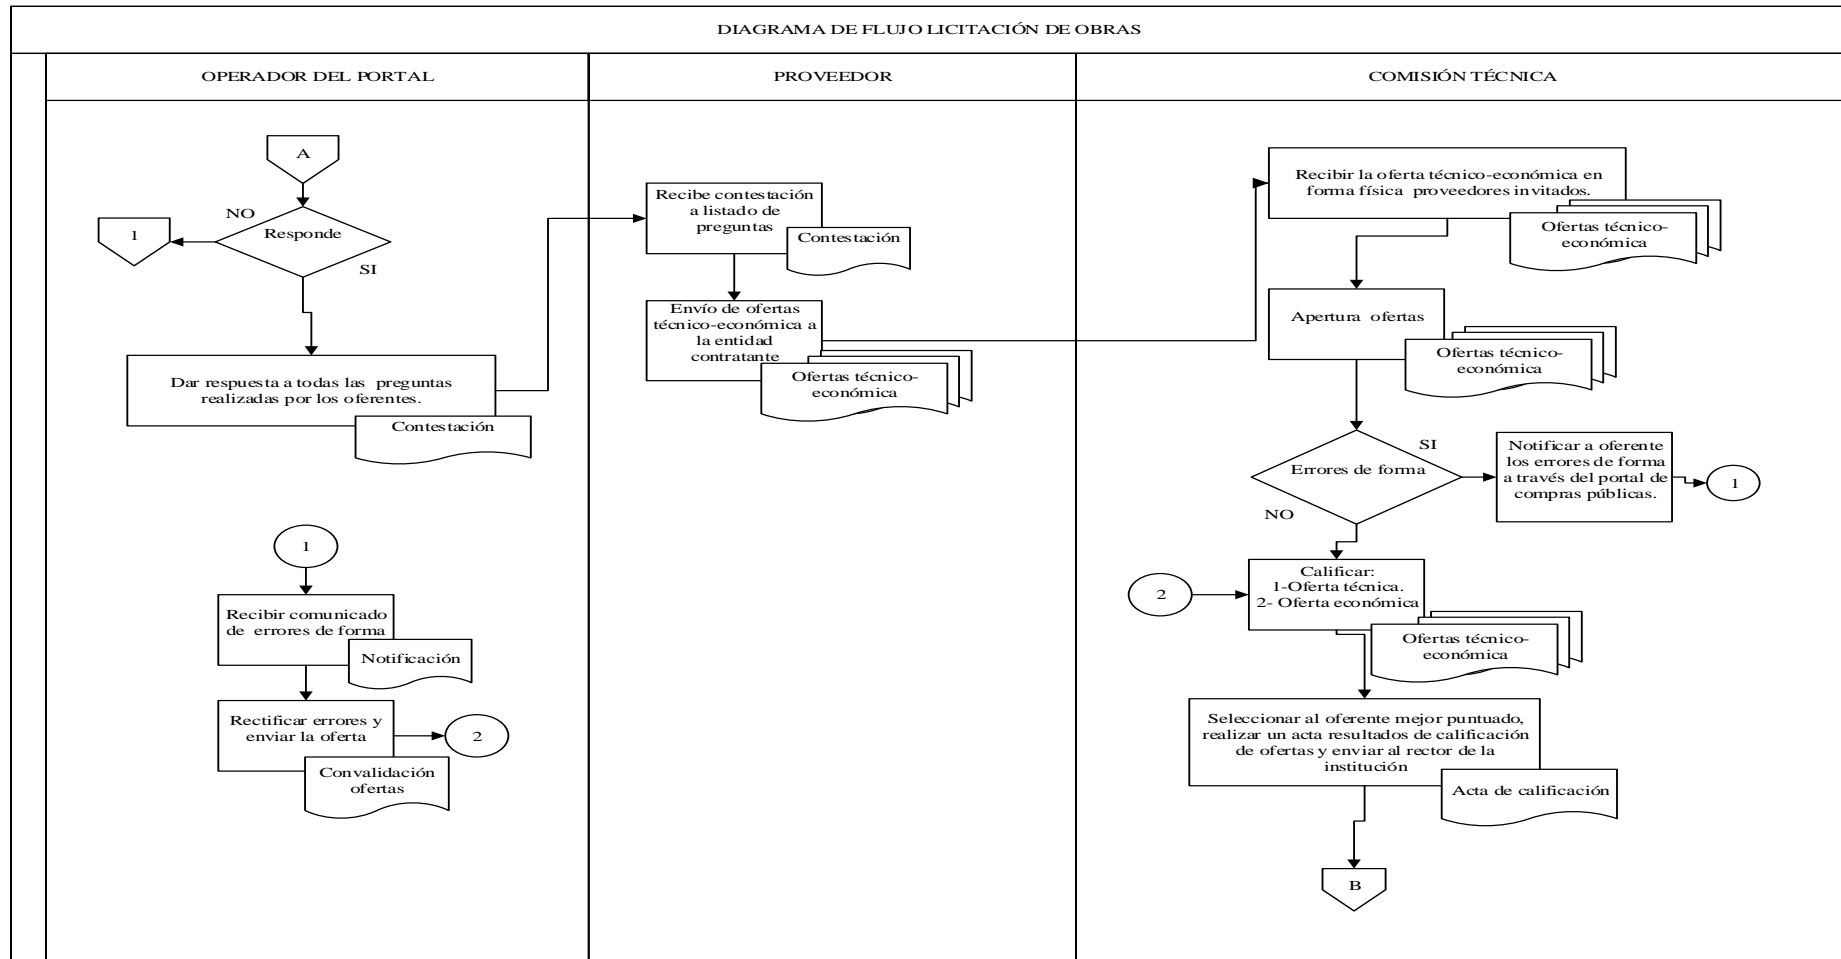 DIAGRAMA DE FLUJO LICITACIÓN DE OBRAS
OPERADOR DEL PORTAL
PROVEEDOR
COMISIÓN TÉCNICA
A
NO
Responde
1
SI
Dar respuesta a todas las preguntas
realizadas por los oferentes.
Contestación
1
Recibir comunicado
de errores de forma
Notificación
Rectificar errores y
enviar la oferta
2
Convalidación
ofertas
Recibe contestación
a listado de
preguntas
Contestación
Envío de ofertas
técnico-económica a
la entidad
contratante
Ofertas técnico-
económica
Recibir la oferta técnico-económica en
forma física proveedores invitados.
Ofertas técnico-
económica
Apertura ofertas
Ofertas técnico-
económica
SI
Errores de forma
NO
Notificar a oferente
los errores de forma
a través del portal de
compras públicas.
1
2
Calificar:
1-Oferta técnica.
2- Oferta económica
Ofertas técnico-
económica
Seleccionar al oferente mejor puntuado,
realizar un acta resultados de calificación
de ofertas y enviar al rector de la
institución
Acta de calificación
B